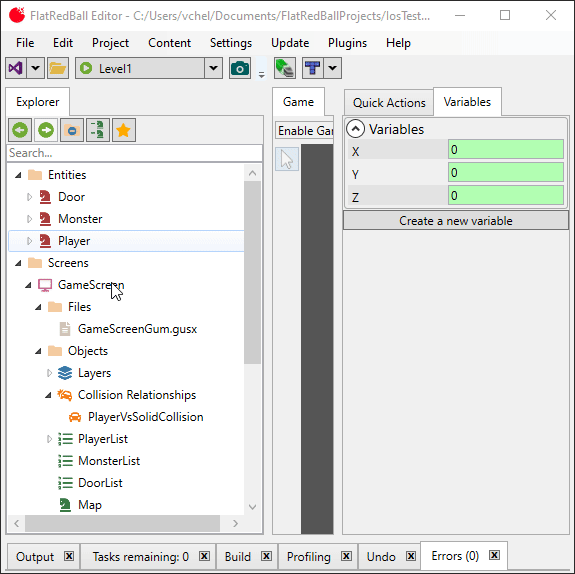 FlatRedBall Editor - C:/Users/vchel/Documents/FlatRedBallProjects/IosTest...
File Edit Project Content Settings Update Plugins Help
Level1
Explorer
Search...
Entities
Door
Monster
Player
Screens
GameScreen
Files
GameScreenGum.gusx
Objects
Layers
Collision Relationships
PlayerVsSolidCollision
PlayerList
MonsterList
DoorList
Map
Game
Enable Gar
Quick Actions Variables
Variables
X 0
Y 0
Z 0
Create a new variable
Output Tasks remaining: 0 Build Profiling Undo Errors (0)